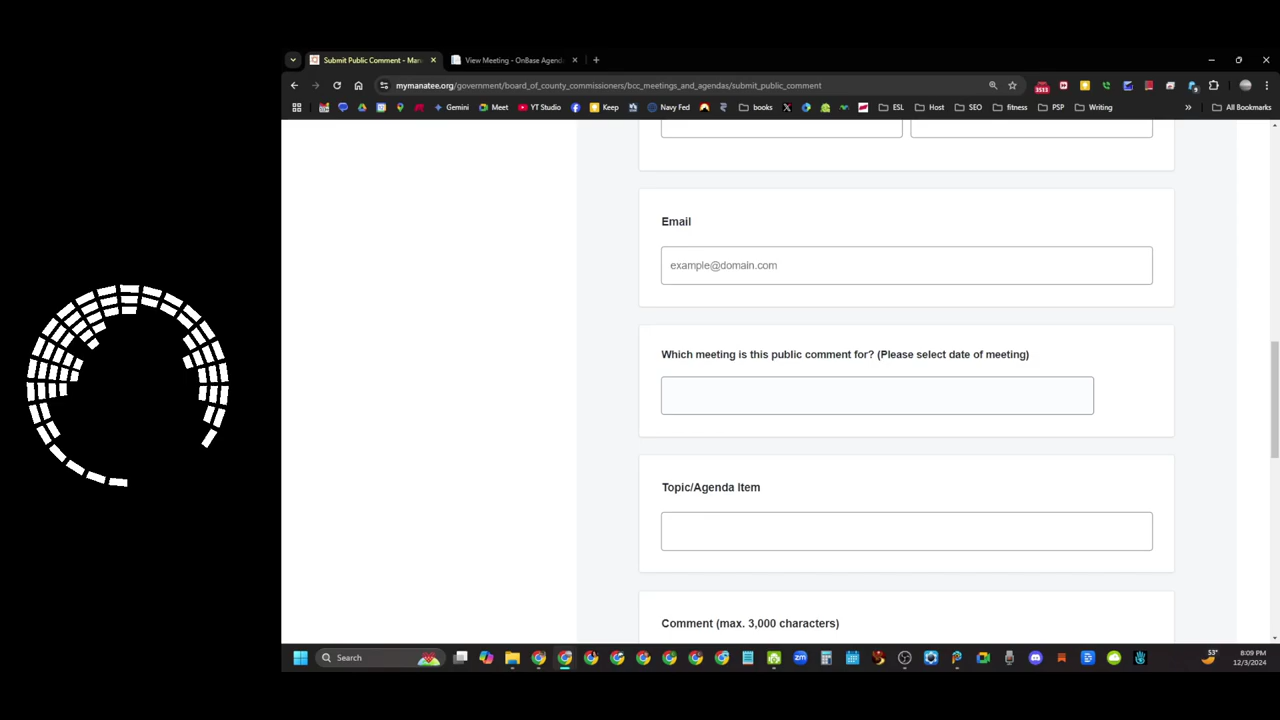 Submit Public Comment - Man
View Meeting - OnBase Agenda
mymanatee.org/government/board_of_county_commissioners/bcc_meetings_and_agendas/submit_public_comment
Gemini
Meet
YT Studio
Keep
Navy Fed
books
ESL
Host
SEO
fitness
PSP
Writing
All Bookmarks
Email
example@domain.com
Which meeting is this public comment for? (Please select date of meeting)
Topic/Agenda Item
Comment (max. 3,000 characters)
Search
53°
8:09 PM
12/3/2024